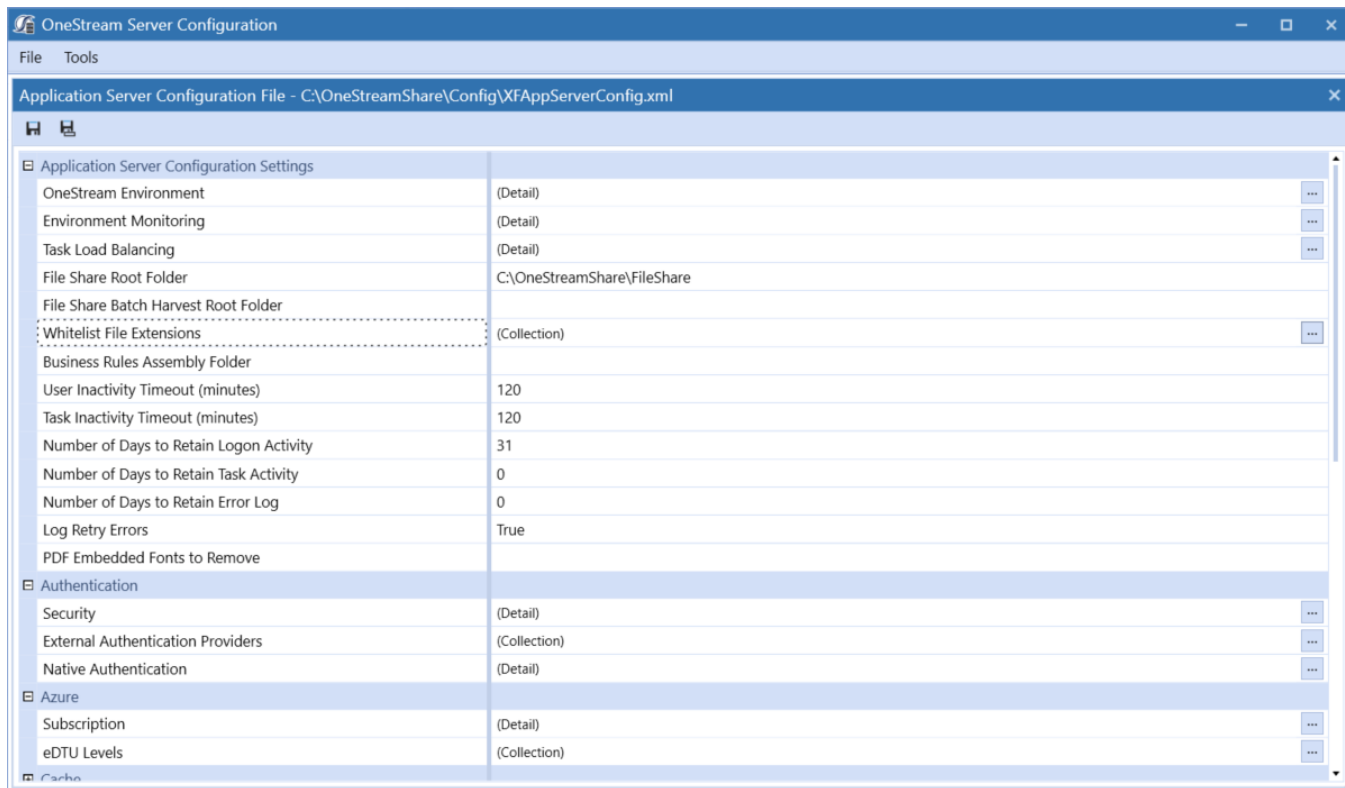 OneStream Server Configuration
File Tools
Application Server Configuration File - C:\OneStreamShare\Config\XFAppServerConfig.xml
Application Server Configuration Settings
OneStream Environment (Detail) ...
Environment Monitoring (Detail) ...
Task Load Balancing (Detail) ...
File Share Root Folder C:\OneStreamShare\FileShare
File Share Batch Harvest Root Folder
Whitelist File Extensions (Collection) ...
Business Rules Assembly Folder
User Inactivity Timeout (minutes) 120
Task Inactivity Timeout (minutes) 120
Number of Days to Retain Logon Activity 31
Number of Days to Retain Task Activity 0
Number of Days to Retain Error Log 0
Log Retry Errors True
PDF Embedded Fonts to Remove
Authentication
Security (Detail) ...
External Authentication Providers (Collection) ...
Native Authentication (Detail) ...
Azure
Subscription (Detail) ...
eDTU Levels (Collection) ...
Cache